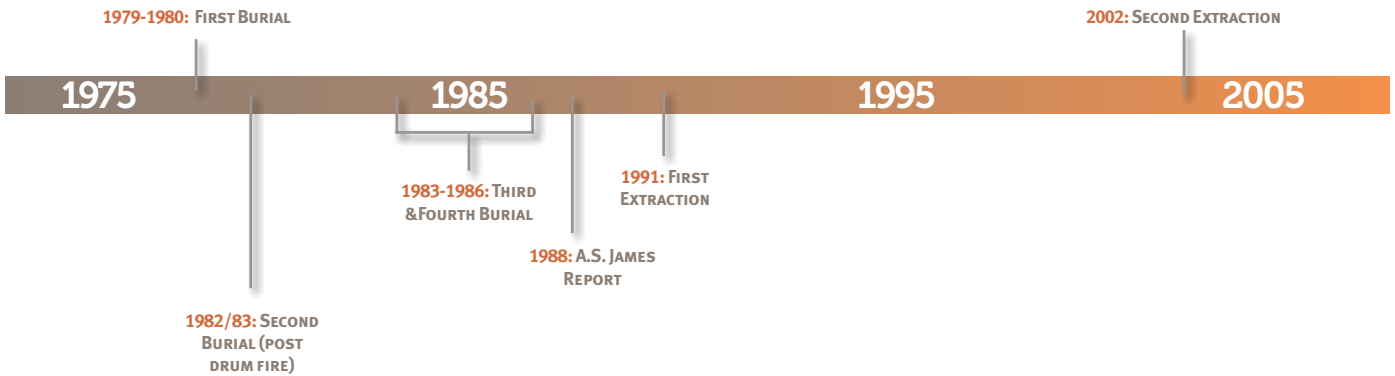 1979-1980: First Burial
2002: Second Extraction
1975
1985
1995
2005
1983-1986: Third
&Fourth Burial
1991: First
Extraction
1988: A.S. James
Report
1982/83: Second
Burial (post
drum fire)